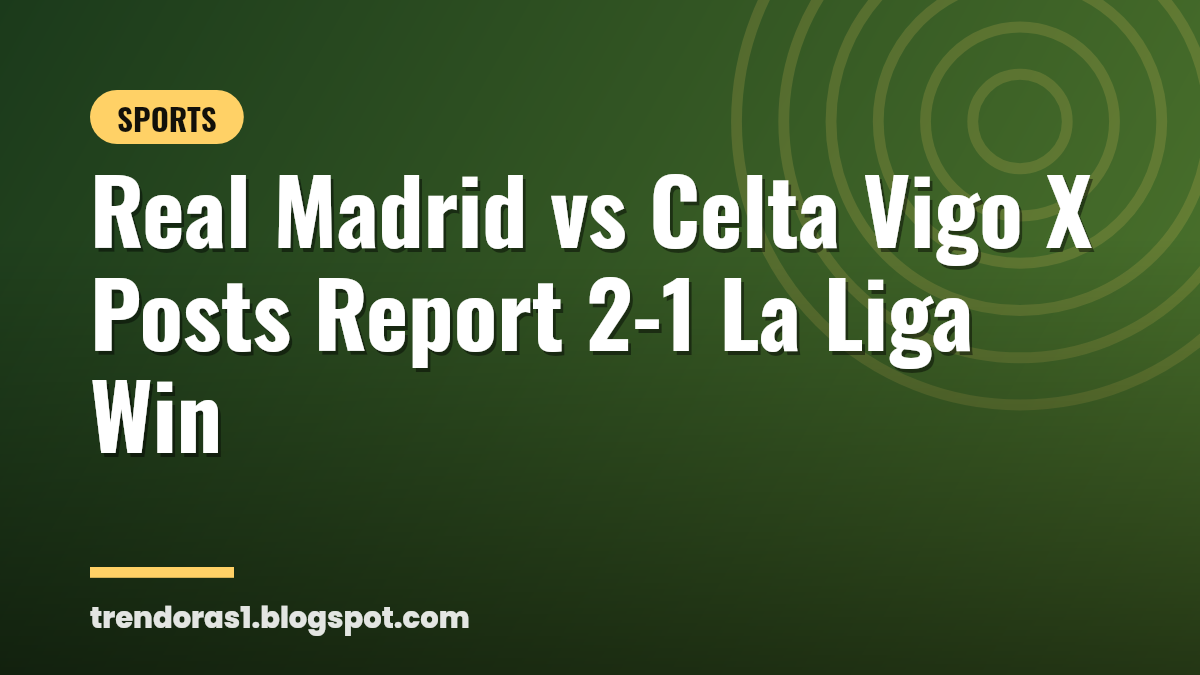 SPORTS
Real Madrid vs Celta Vigo X
Posts Report 2-1 La Liga
Win
trendoras1.blogspot.com